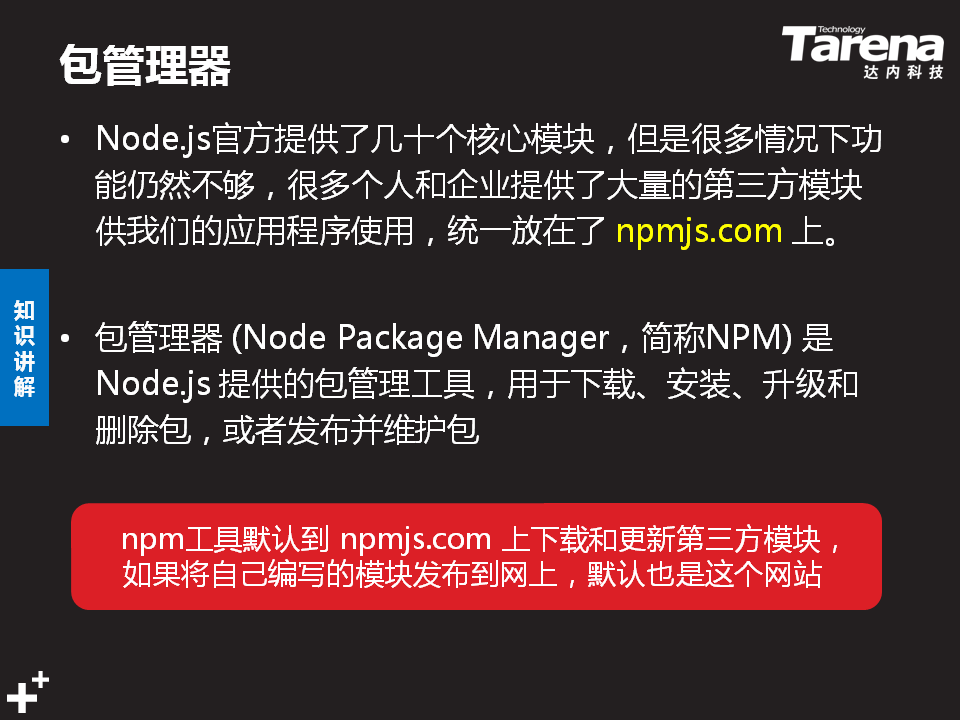 包管理器
Technology
Tarena
达内科技
• Node.js官方提供了几十个核心模块，但是很多情况下功
能仍然不够，很多个人和企业提供了大量的第三方模块
供我们的应用程序使用，统一放在了 npmjs.com 上。
知识讲解
• 包管理器 (Node Package Manager，简称NPM) 是
Node.js 提供的包管理工具，用于下载、安装、升级和
删除包，或者发布并维护包
npm工具默认到 npmjs.com 上下载和更新第三方模块，
如果将自己编写的模块发布到网上，默认也是这个网站